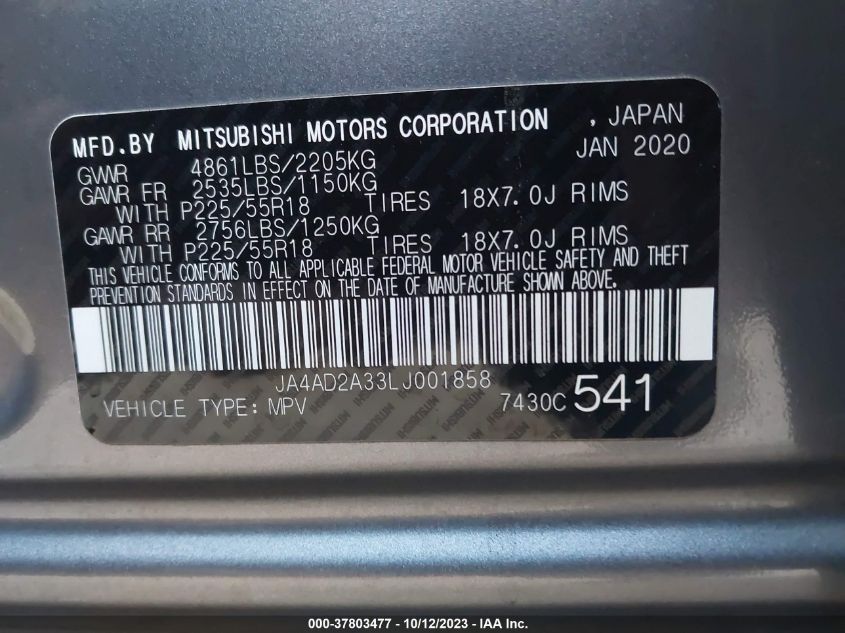 MFD.BY MITSUBISHI MOTORS CORPORATION , JAPAN
JAN 2020
GVWR 4861LBS/2205KG
GAWR FR 2535LBS/1150KG
WITH P225/55R18 TIRES 18X7.0J RIMS
GAWR RR 2756LBS/1250KG
WITH P225/55R18 TIRES 18X7.0J RIMS
THIS VEHICLE CONFORMS TO ALL APPLICABLE FEDERAL MOTOR VEHICLE SAFETY AND THEFT
PREVENTION STANDARDS IN EFFECT ON THE DATE OF MANUFACTURE SHOWN ABOVE.
JA4AD2A33LJ001858
VEHICLE TYPE: MPV 7430C 541
000-37803477 - 10/12/2023 - IAA Inc.